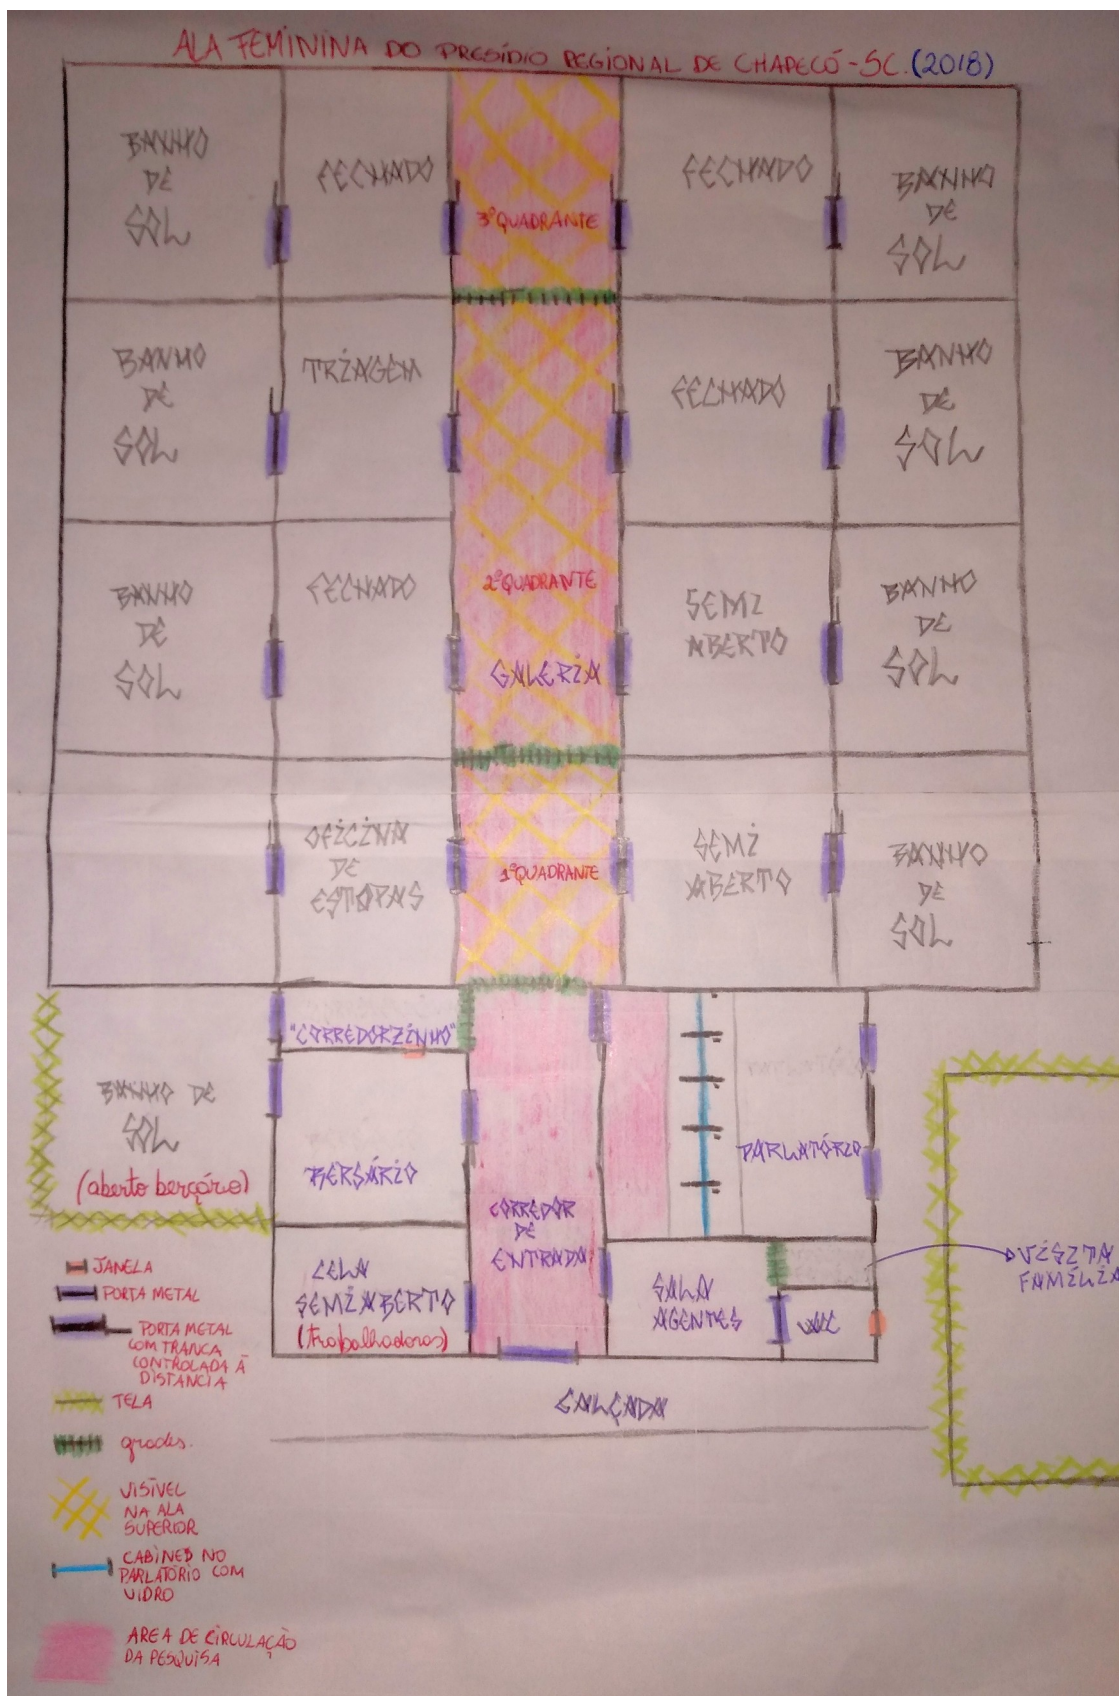 ALA FEMININA DO PRESÍDIO REGIONAL DE CHAPECÓ-SC. (2018)
BANHO
DE
SOL
FECHADO
3º QUADRANTE
FECHADO
BANHO
DE
SOL
BANHO
DE
SOL
TRIAGEM
FECHADO
BANHO
DE
SOL
BANHO
DE
SOL
FECHADO
2º QUADRANTE
GALERIA
SEMI
ABERTO
BANHO
DE
SOL
OFICINA
DE
ESTOPAS
1º QUADRANTE
SEMI
ABERTO
BANHO
DE
SOL
"CORREDORZINHO"
BANHO DE
SOL
(aberto berçário)
BERSÁRIO
CORREDOR
DE
ENTRADA
PARLATÓRIO
CELA
SEMIABERTO
(trabalhadoras)
SALA
AGENTES
WC
VISITA
FAMÍLIA
CALÇADA
JANELA
PORTA METAL
PORTA METAL
COM TRANCA
CONTROLADA À
DISTÂNCIA
TELA
grades.
VISÍVEL
NA ALA
SUPERIOR
CABINES NO
PARLATÓRIO COM
VIDRO
AREA DE CIRCULAÇÃO
DA PESQUISA